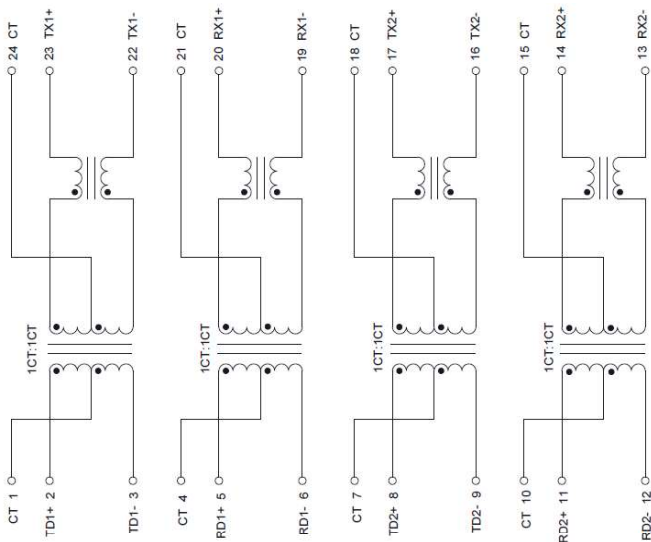 24 CT
23 TX1+
22 TX1-
21 CT
20 RX1+
19 RX1-
18 CT
17 TX2+
16 TX2-
15 CT
14 RX2+
13 RX2-
1CT:1CT
1CT:1CT
1CT:1CT
1CT:1CT
CT 1
TD1+ 2
TD1- 3
CT 4
RD1+ 5
RD1- 6
CT 7
TD2+ 8
TD2- 9
CT 10
RD2+ 11
RD2- 12